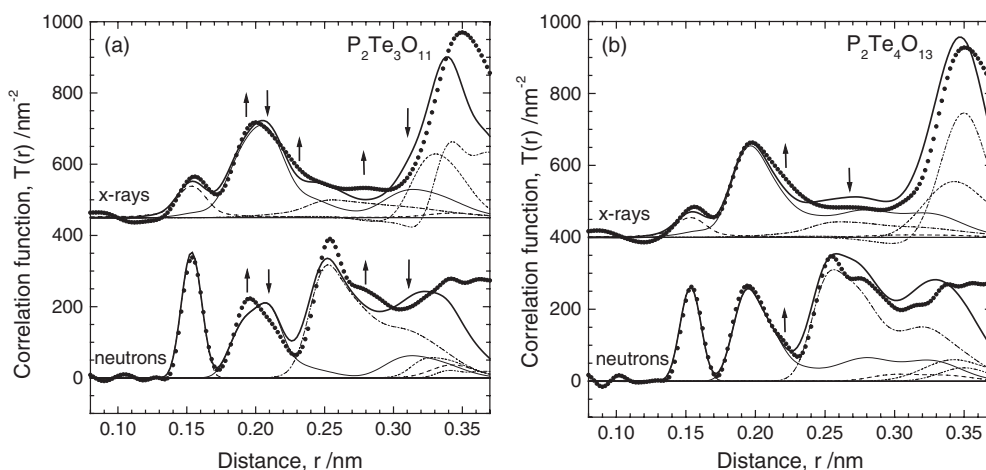 (a)
P2Te3O11
1000
800
600
400
200
0
x-rays
neutrons
Correlation function, T(r) /nm-2
0.10 0.15 0.20 0.25 0.30 0.35
Distance, r /nm
(b)
P2Te4O13
1000
800
600
400
200
0
x-rays
neutrons
Correlation function, T(r) /nm-2
0.10 0.15 0.20 0.25 0.30 0.35
Distance, r /nm